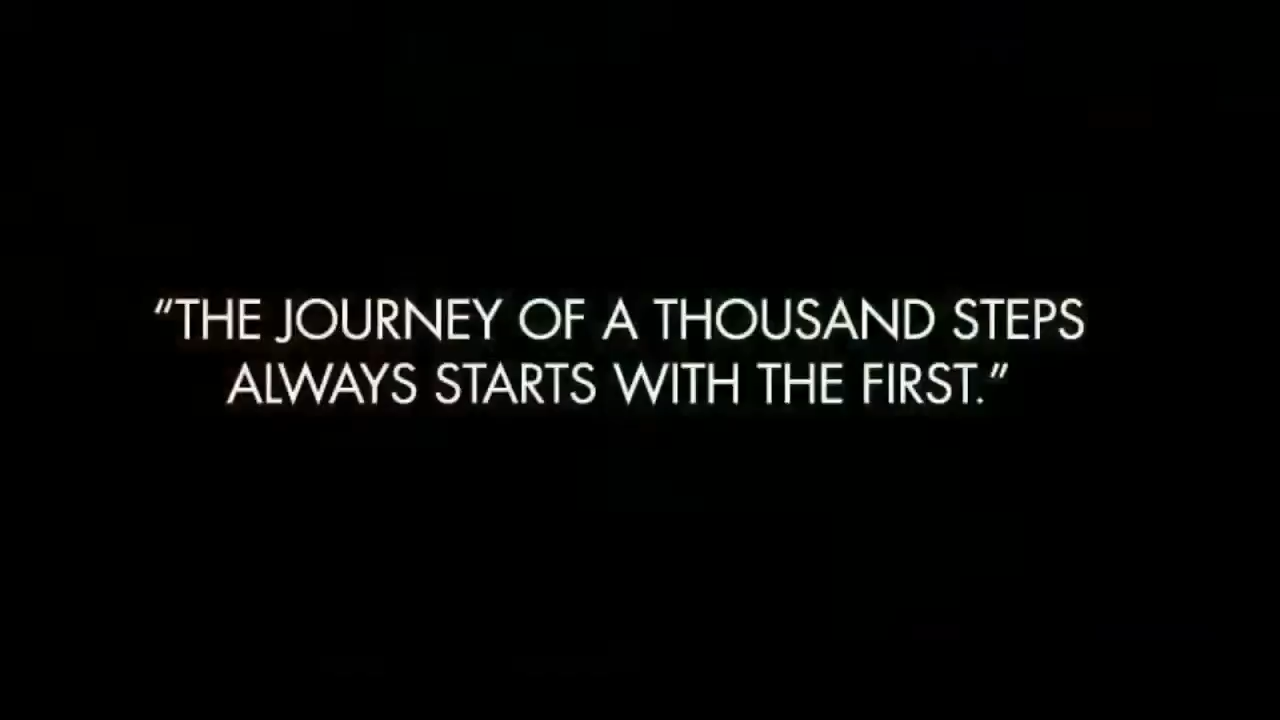 “THE JOURNEY OF A THOUSAND STEPS
ALWAYS STARTS WITH THE FIRST.”